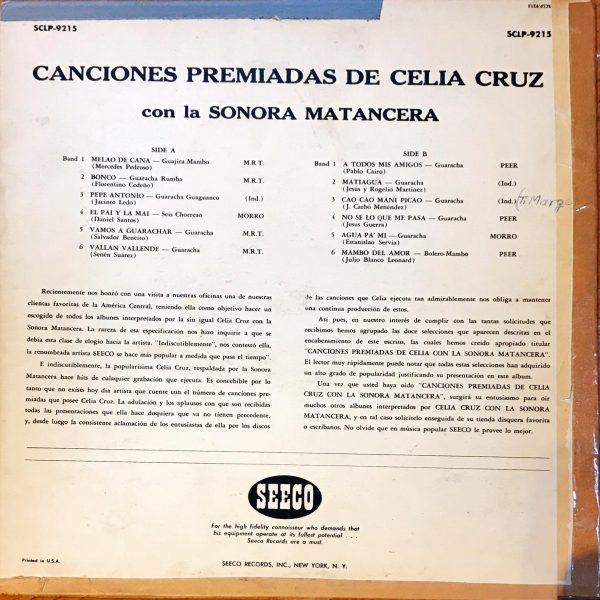 SCLP-9215
SCLP-9215
CANCIONES PREMIADAS DE CELIA CRUZ
con la SONORA MATANCERA
SIDE A
Band 1 MELAO DE CANA — Guajira Mambo M.R.T.
(Mercedes Pedroso)
2 BONCO — Guaracha Rumba M.R.T.
(Florentino Cedeño)
3 PEPE ANTONIO — Guaracha Guaguanco (Ind.)
(Jacinto Ledo)
4 EL PAI Y LA MAI — Seis Chorreao MORRO
(Daniel Santos)
5 VAMOS A GUARACHAR — Guaracha M.R.T.
(Salvador Bencito)
6 VALLAN VALLENDE — Guaracha M.R.T.
(Senén Suárez)
SIDE B
Band 1 A TODOS MIS AMIGOS — Guaracha PEER
(Pablo Cairo)
2 MATIAGUA — Guaracha (Ind.)
(Jesús y Rogelio Martínez)
3 CAO CAO MANI PICAO — Guaracha (Ind.)
(J. Carbó Menéndez)
4 NO SE LO QUE ME PASA — Guaracha PEER
(Jesus Guerra)
5 AGUA PA' MI — Guaracha MORRO
(Estanislao Servia)
6 MAMBO DEL AMOR — Bolero-Mambo PEER
(Julio Blanco Leonard)
Recientemente nos honró con una visita a nuestras oficinas una de nuestras
clientas favoritas de la América Central, teniendo ella como objetivo hacer un
escogido de todos los albumes interpretados por la sin igual Celia Cruz con la
Sonora Matancera. La rareza de esa especificación nos hizo inquirir a que se
debia esta clase de elogio hacia la artista. "Indiscutiblemente", nos contestó ella,
la renombrada artista SEECO se hace más popular a medida que pasa el tiempo".
E indiscutiblemente, la popularisima Celia Cruz, respaldada por la Sonora
Matancera hace hits de culaquier grabación que ejecuta. Es concebible por lo
tanto que no exista hoy día artista que cuente con el número de canciones pre-
miadas que posee Celia Cruz. La adulación y los aplausos con que son recibidas
todas las presentaciones que ella hace doquiera que va no tienen precedente,
y, desde luego la consistente aclamación de los entusiastas de ella por los discos
de las canciones que Celia ejecuta tan admirablemente nos obliga a mantener
una continua producción de estos.
Asi pues, en nuestro interés de cumplir con las tantas solicitudes que
recibimos hemos agrupado las doce selecciones que aparecen descritas en el
encabezamiento de este escrito, las cuales hemos creído apropiado titular
"CANCIONES PREMIADAS DE CELIA CON LA SONORA MATANCERA".
El lector muy rápidamente puede notar que todas estas selecciones han adquirido
un alto grado de popularidad justificando su presentación en este album.
Una vez que usted haya oido "CANCIONES PREMIADAS DE CELIA
CRUZ CON LA SONORA MATANCERA", surgirá su entusiasmo para oir
muchos otros albumes interpretados por CELIA CRUZ CON LA SONORA
MATANCERA, y en tal caso solicítelo enseguida de su tienda disquera favorita
o escríbanos. No olvide que en música popular SEECO le provee lo mejor.
SEECO
For the high fidelity connoisseur who demands that
his equipment operate at its fullest potential . . .
Seeco Records are a must.
Printed in U.S.A.
SEECO RECORDS, INC., NEW YORK, N. Y.